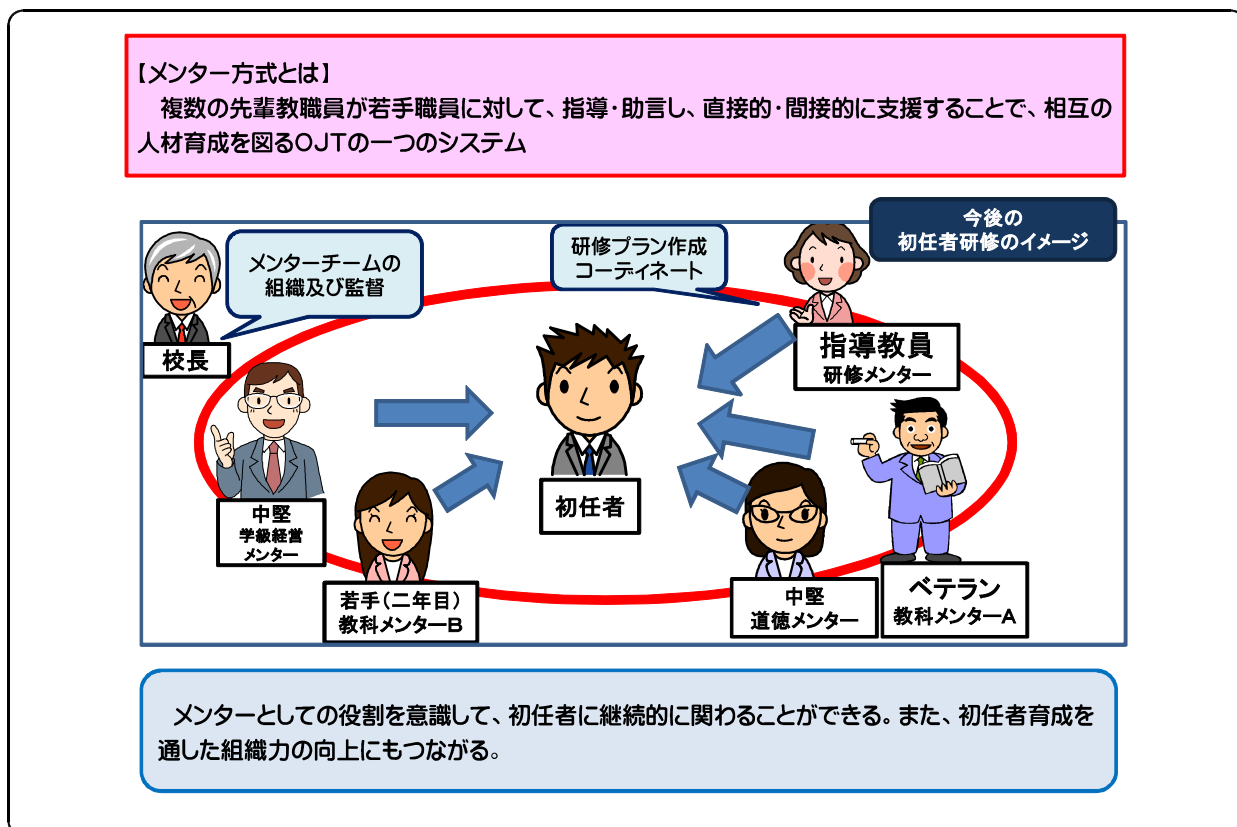 【メンター方式とは】
　複数の先輩教職員が若手職員に対して、指導・助言し、直接的・間接的に支援することで、相互の
人材育成を図るOJTの一つのシステム
今後の
初任者研修のイメージ
メンターチームの
組織及び監督
研修プラン作成
コーディネート
校長
指導教員
研修メンター
初任者
中堅
学級経営
メンター
若手(二年目)
教科メンターB
中堅
道徳メンター
ベテラン
教科メンターA
　メンターとしての役割を意識して、初任者に継続的に関わることができる。また、初任者育成を
通した組織力の向上にもつながる。